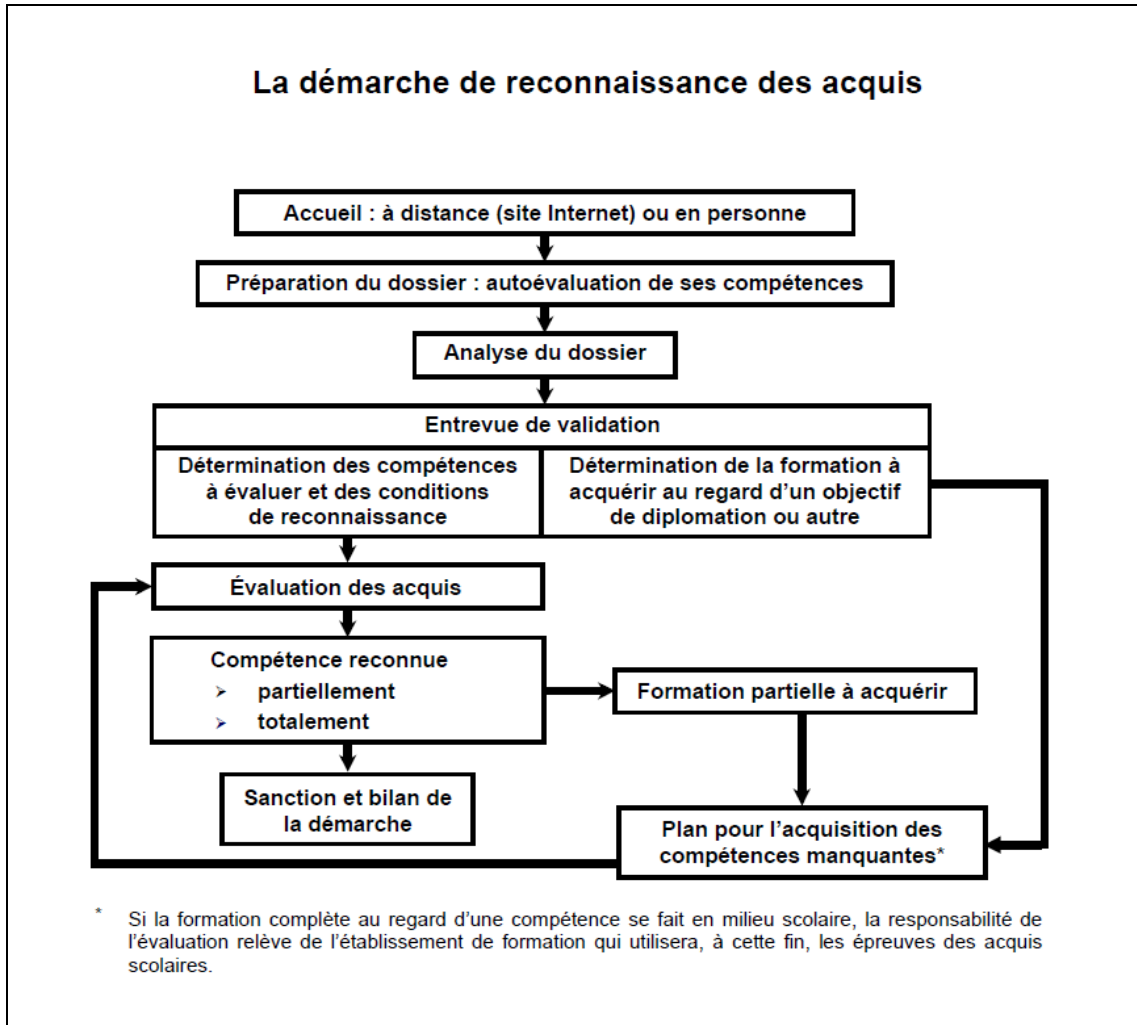 La démarche de reconnaissance des acquis
Accueil : à distance (site Internet) ou en personne
Préparation du dossier : autoévaluation de ses compétences
Analyse du dossier
Entrevue de validation
Détermination des compétences
à évaluer et des conditions
de reconnaissance
Détermination de la formation à
acquérir au regard d'un objectif
de diplomation ou autre
Évaluation des acquis
Compétence reconnue
➢ partiellement
➢ totalement
Formation partielle à acquérir
Sanction et bilan de
la démarche
Plan pour l'acquisition des
compétences manquantes*
* Si la formation complète au regard d'une compétence se fait en milieu scolaire, la responsabilité de
l'évaluation relève de l'établissement de formation qui utilisera, à cette fin, les épreuves des acquis
scolaires.